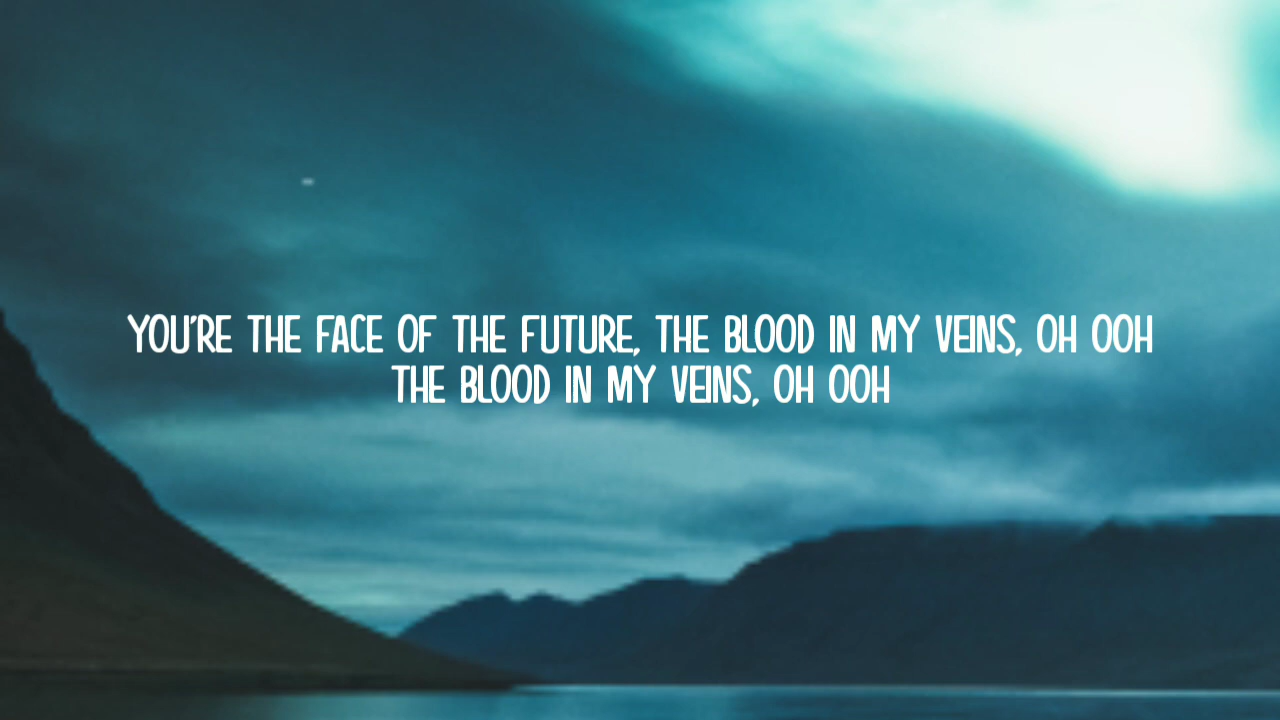 YOU'RE THE FACE OF THE FUTURE, THE BLOOD IN MY VEINS, OH OOH
THE BLOOD IN MY VEINS, OH OOH